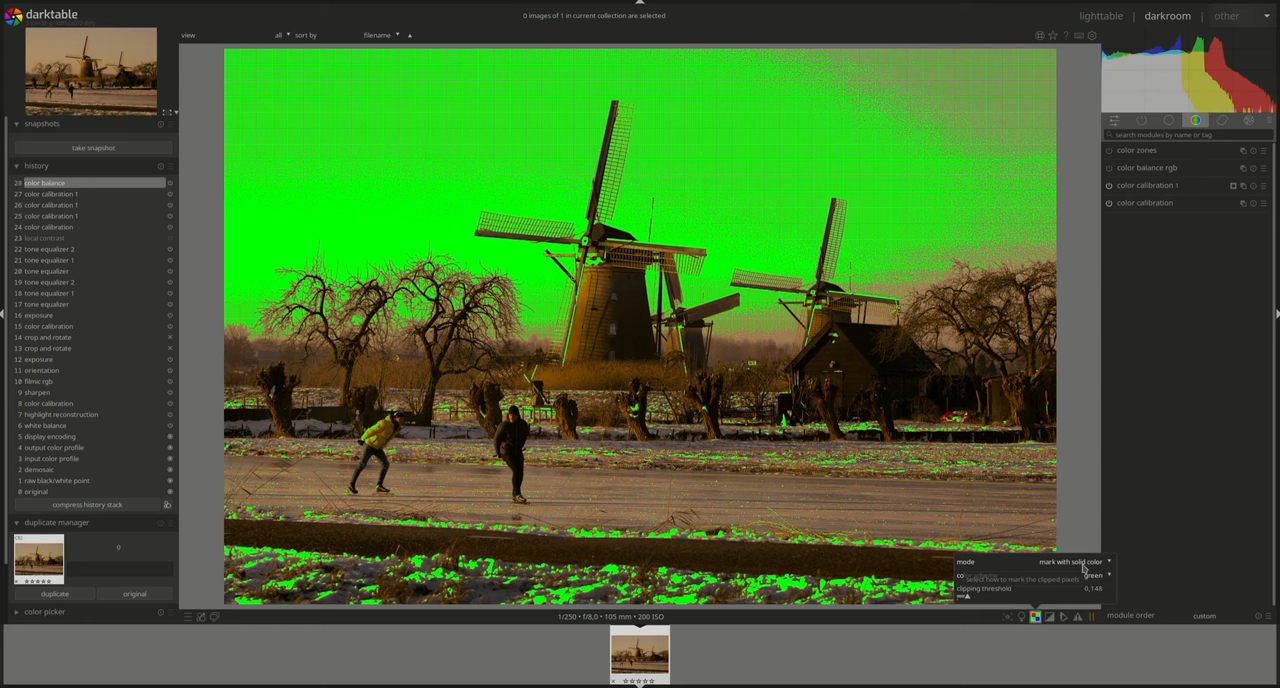 darktable
0 images of 1 in current collection are selected
lighttable | darkroom | other
view all sort by filename
snapshots
take snapshot
history
28 color balance
27 color calibration 1
26 color calibration 1
25 color calibration 1
24 color calibration
23 local contrast
22 tone equalizer 2
21 tone equalizer 1
20 tone equalizer
19 tone equalizer 2
18 tone equalizer 1
17 tone equalizer
16 exposure
15 color calibration
14 crop and rotate
13 crop and rotate
12 exposure
11 orientation
10 filmic rgb
9 sharpen
8 color calibration
7 highlight reconstruction
6 white balance
5 display encoding
4 output color profile
3 input color profile
2 demosaic
1 raw black/white point
0 original
compress history stack
duplicate manager
CR2
0
duplicate original
color picker
search modules by name or tag
color zones
color balance rgb
color calibration 1
color calibration
mode mark with solid color
green
Select how to mark the clipped pixels
clipping threshold 0,148
1/250 • f/8,0 • 105 mm • 200 ISO
module order custom